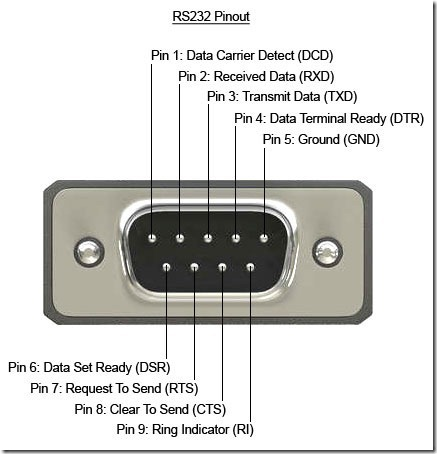 RS232 Pinout
Pin 1: Data Carrier Detect (DCD)
Pin 2: Received Data (RXD)
Pin 3: Transmit Data (TXD)
Pin 4: Data Terminal Ready (DTR)
Pin 5: Ground (GND)
Pin 6: Data Set Ready (DSR)
Pin 7: Request To Send (RTS)
Pin 8: Clear To Send (CTS)
Pin 9: Ring Indicator (RI)